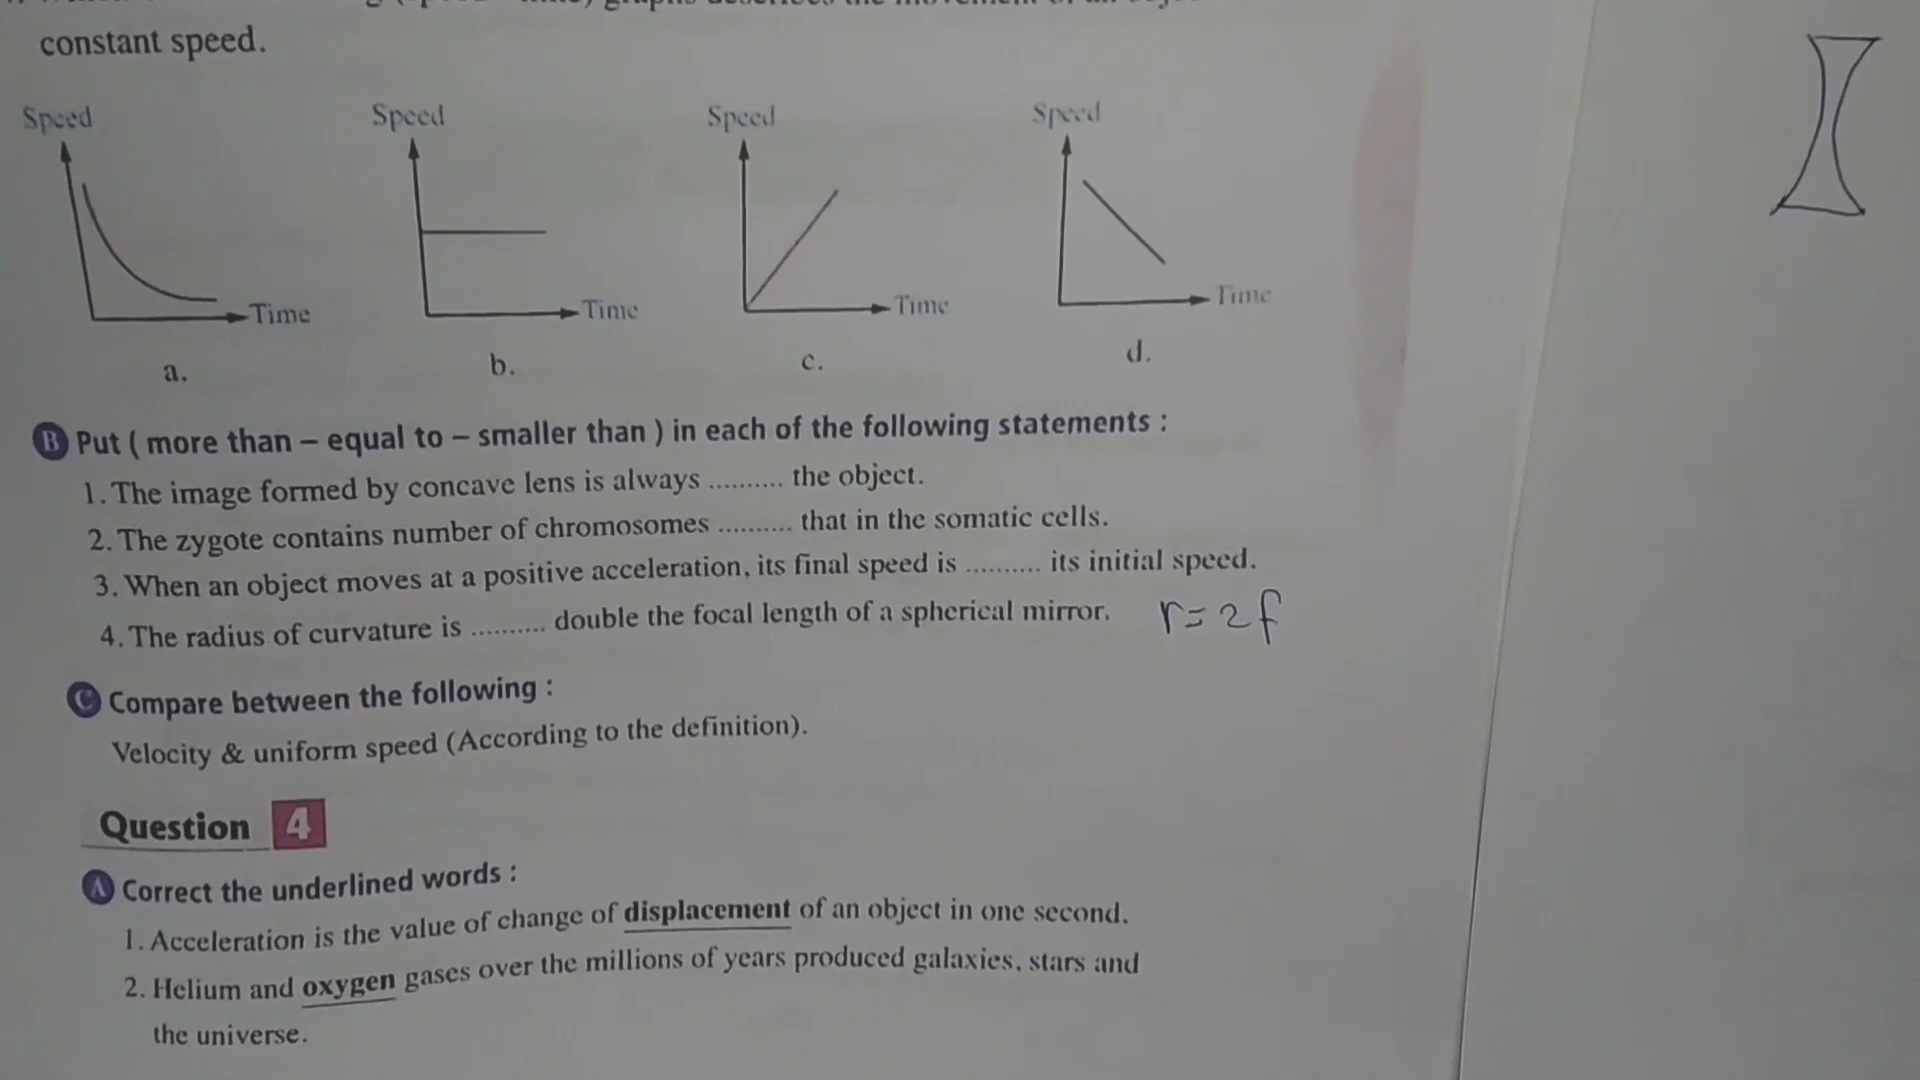 constant speed.
Speed Speed Speed Speed
Time Time Time Time
a. b. c. d.
B Put ( more than – equal to – smaller than ) in each of the following statements :
1. The image formed by concave lens is always .......... the object.
2. The zygote contains number of chromosomes .......... that in the somatic cells.
3. When an object moves at a positive acceleration, its final speed is .......... its initial speed.
4. The radius of curvature is .......... double the focal length of a spherical mirror. r = 2 f
C Compare between the following :
Velocity & uniform speed (According to the definition).
Question 4
A Correct the underlined words :
1. Acceleration is the value of change of displacement of an object in one second.
2. Helium and oxygen gases over the millions of years produced galaxies, stars and
the universe.